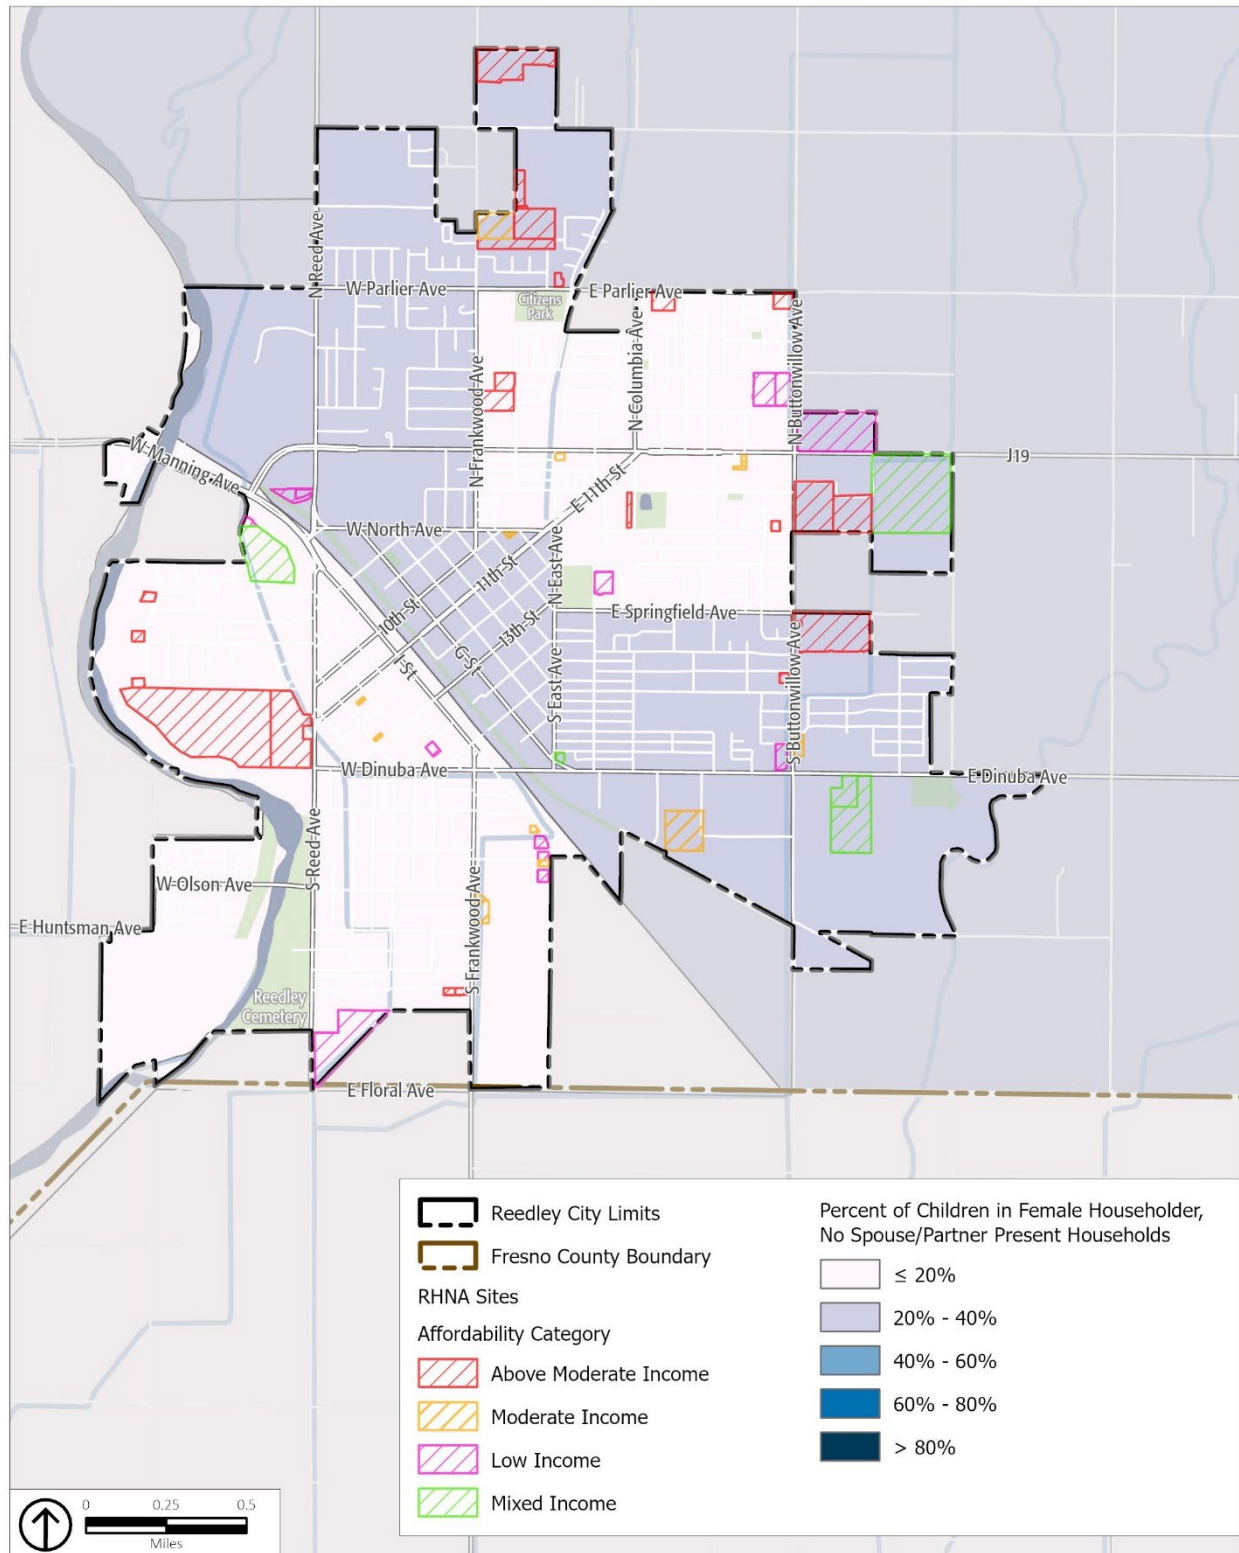 N Reed Ave
W Parlier Ave
E Parlier Ave
Citizens
Park
N Columbia Ave
N Buttonwillow Ave
N Frankwood Ave
W Manning Ave
J19
E 11th St
W North Ave
11th St
10th St
13th St
N East Ave
E Springfield Ave
I St
G St
S East Ave
S Buttonwillow Ave
W Dinuba Ave
E Dinuba Ave
S Reed Ave
W Olson Ave
S Frankwood Ave
E Huntsman Ave
Reedley
Cemetery
E Floral Ave
Reedley City Limits
Fresno County Boundary
RHNA Sites
Affordability Category
Above Moderate Income
Moderate Income
Low Income
Mixed Income
Percent of Children in Female Householder,
No Spouse/Partner Present Households
≤ 20%
20% - 40%
40% - 60%
60% - 80%
> 80%
0 0.25 0.5
Miles